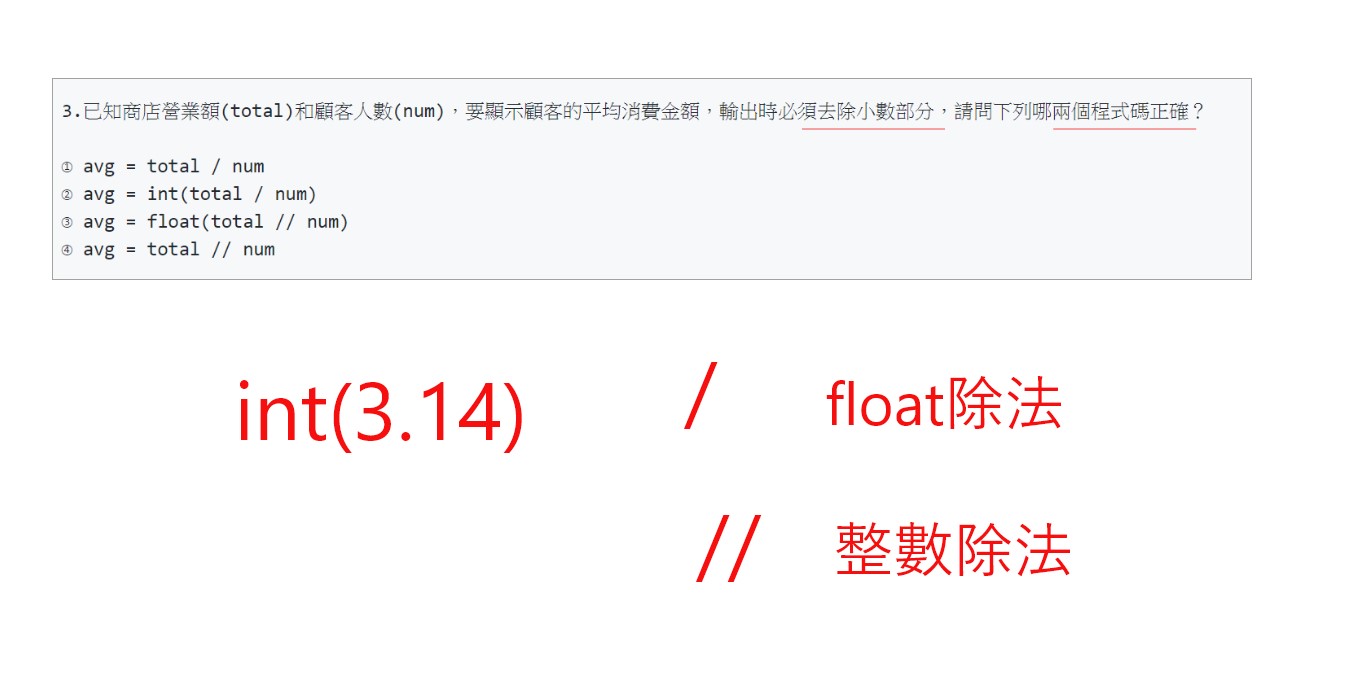 3.已知商店營業額(total)和顧客人數(num)，要顯示顧客的平均消費金額，輸出時必須去除小數部分，請問下列哪兩個程式碼正確？
① avg = total / num
② avg = int(total / num)
③ avg = float(total // num)
④ avg = total // num
int(3.14)
/ float除法
// 整數除法